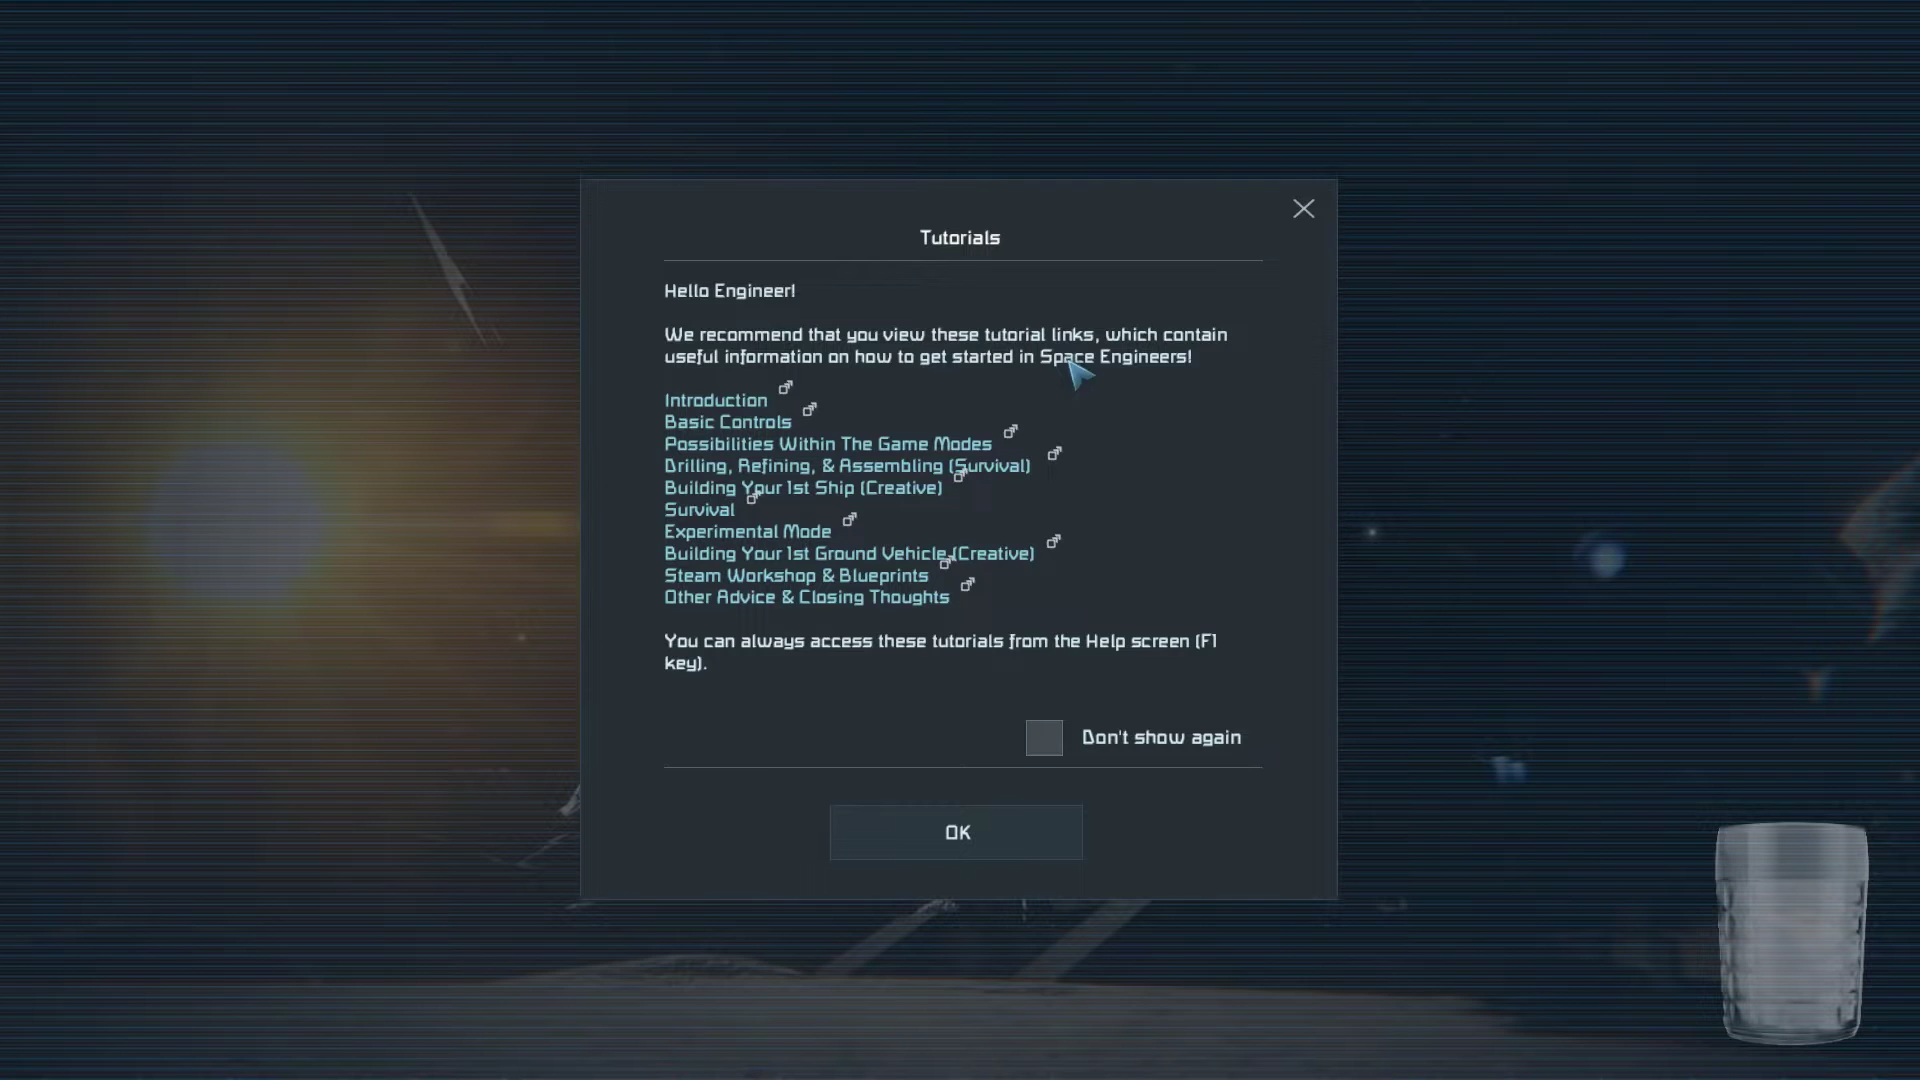 Tutorials
Hello Engineer!
We recommend that you view these tutorial links, which contain
useful information on how to get started in Space Engineers!
Introduction
Basic Controls
Possibilities Within The Game Modes
Drilling, Refining, & Assembling (Survival)
Building Your 1st Ship (Creative)
Survival
Experimental Mode
Building Your 1st Ground Vehicle (Creative)
Steam Workshop & Blueprints
Other Advice & Closing Thoughts
You can always access these tutorials from the Help screen (F1
key).
Don't show again
OK